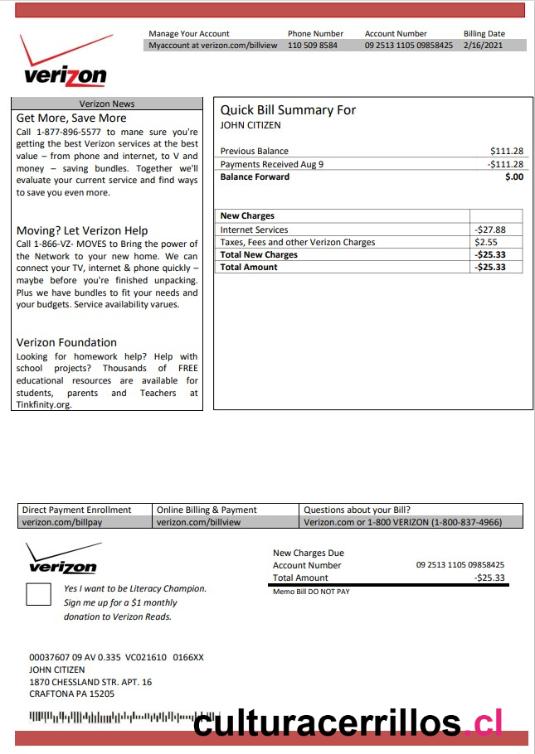 verizon
Manage Your Account Phone Number Account Number Billing Date
Myaccount at verizon.com/billview 110 509 8584 09 2513 1105 09858425 2/16/2021
Verizon News
Get More, Save More
Call 1-877-896-5577 to mane sure you're
getting the best Verizon services at the best
value – from phone and internet, to V and
money – saving bundles. Together we'll
evaluate your current service and find ways
to save you even more.
Moving? Let Verizon Help
Call 1-866-VZ- MOVES to Bring the power of
the Network to your new home. We can
connect your TV, internet & phone quickly –
maybe before you're finished unpacking.
Plus we have bundles to fit your needs and
your budgets. Service availability varues.
Verizon Foundation
Looking for homework help? Help with
school projects? Thousands of FREE
educational resources are available for
students, parents and Teachers at
Tinkfinity.org.
Quick Bill Summary For
JOHN CITIZEN
Previous Balance $111.28
Payments Received Aug 9 -$111.28
Balance Forward $.00
New Charges
Internet Services -$27.88
Taxes, Fees and other Verizon Charges $2.55
Total New Charges -$25.33
Total Amount -$25.33
Direct Payment Enrollment Online Billing & Payment Questions about your Bill?
verizon.com/billpay verizon.com/billview Verizon.com or 1-800 VERIZON (1-800-837-4966)
verizon
Yes I want to be Literacy Champion.
Sign me up for a $1 monthly
donation to Verizon Reads.
New Charges Due
Account Number 09 2513 1105 09858425
Total Amount -$25.33
Memo Bill DO NOT PAY
00037607 09 AV 0.335 VC021610 0166XX
JOHN CITIZEN
1870 CHESSLAND STR. APT. 16
CRAFTONA PA 15205
culturacerrillos.cl